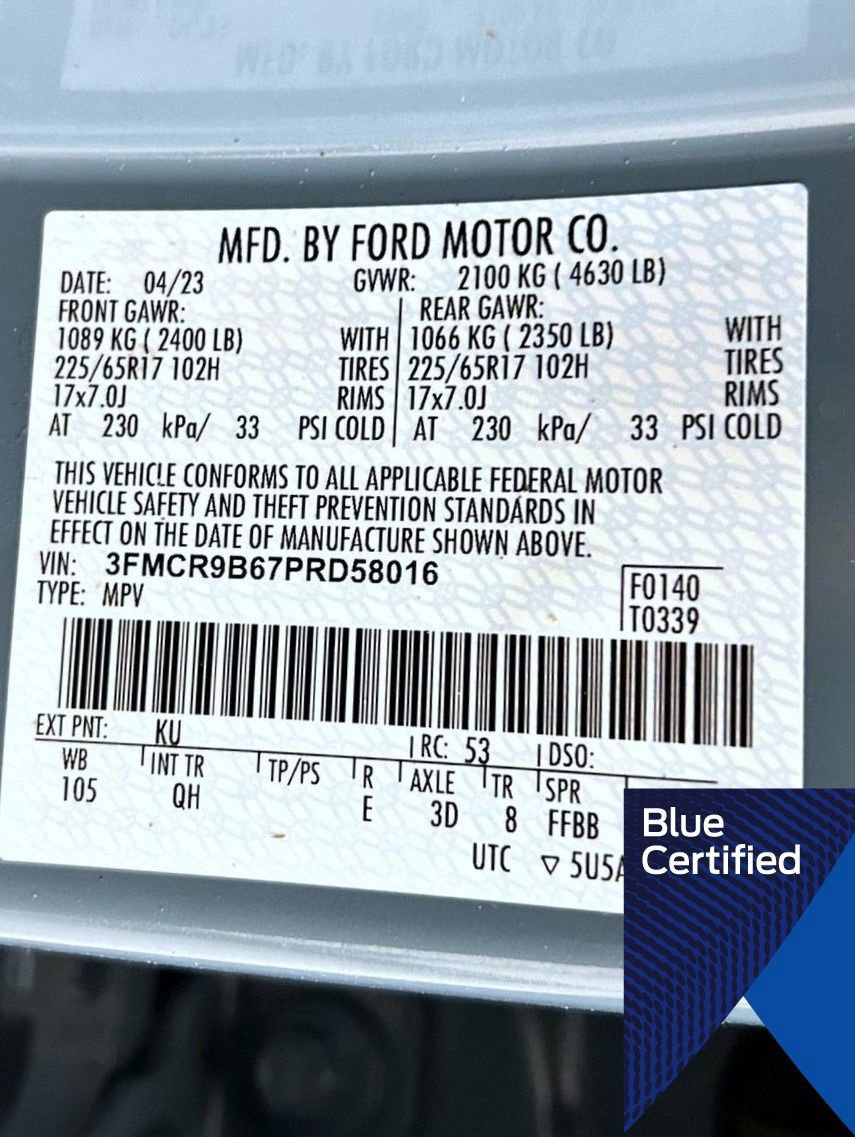 MFD. BY FORD MOTOR CO.
DATE: 04/23 GVWR: 2100 KG ( 4630 LB)
FRONT GAWR: REAR GAWR:
1089 KG ( 2400 LB) WITH 1066 KG ( 2350 LB) WITH
225/65R17 102H TIRES 225/65R17 102H TIRES
17x7.0J RIMS 17x7.0J RIMS
AT 230 kPa/ 33 PSI COLD AT 230 kPa/ 33 PSI COLD
THIS VEHICLE CONFORMS TO ALL APPLICABLE FEDERAL MOTOR
VEHICLE SAFETY AND THEFT PREVENTION STANDARDS IN
EFFECT ON THE DATE OF MANUFACTURE SHOWN ABOVE.
VIN: 3FMCR9B67PRD58016
TYPE: MPV
F0140
T0339
EXT PNT: KU RC: 53 DSO:
WB INT TR TP/PS R AXLE TR SPR
105 QH E 3D 8 FFBB
UTC ▽ 5U5A
Blue
Certified